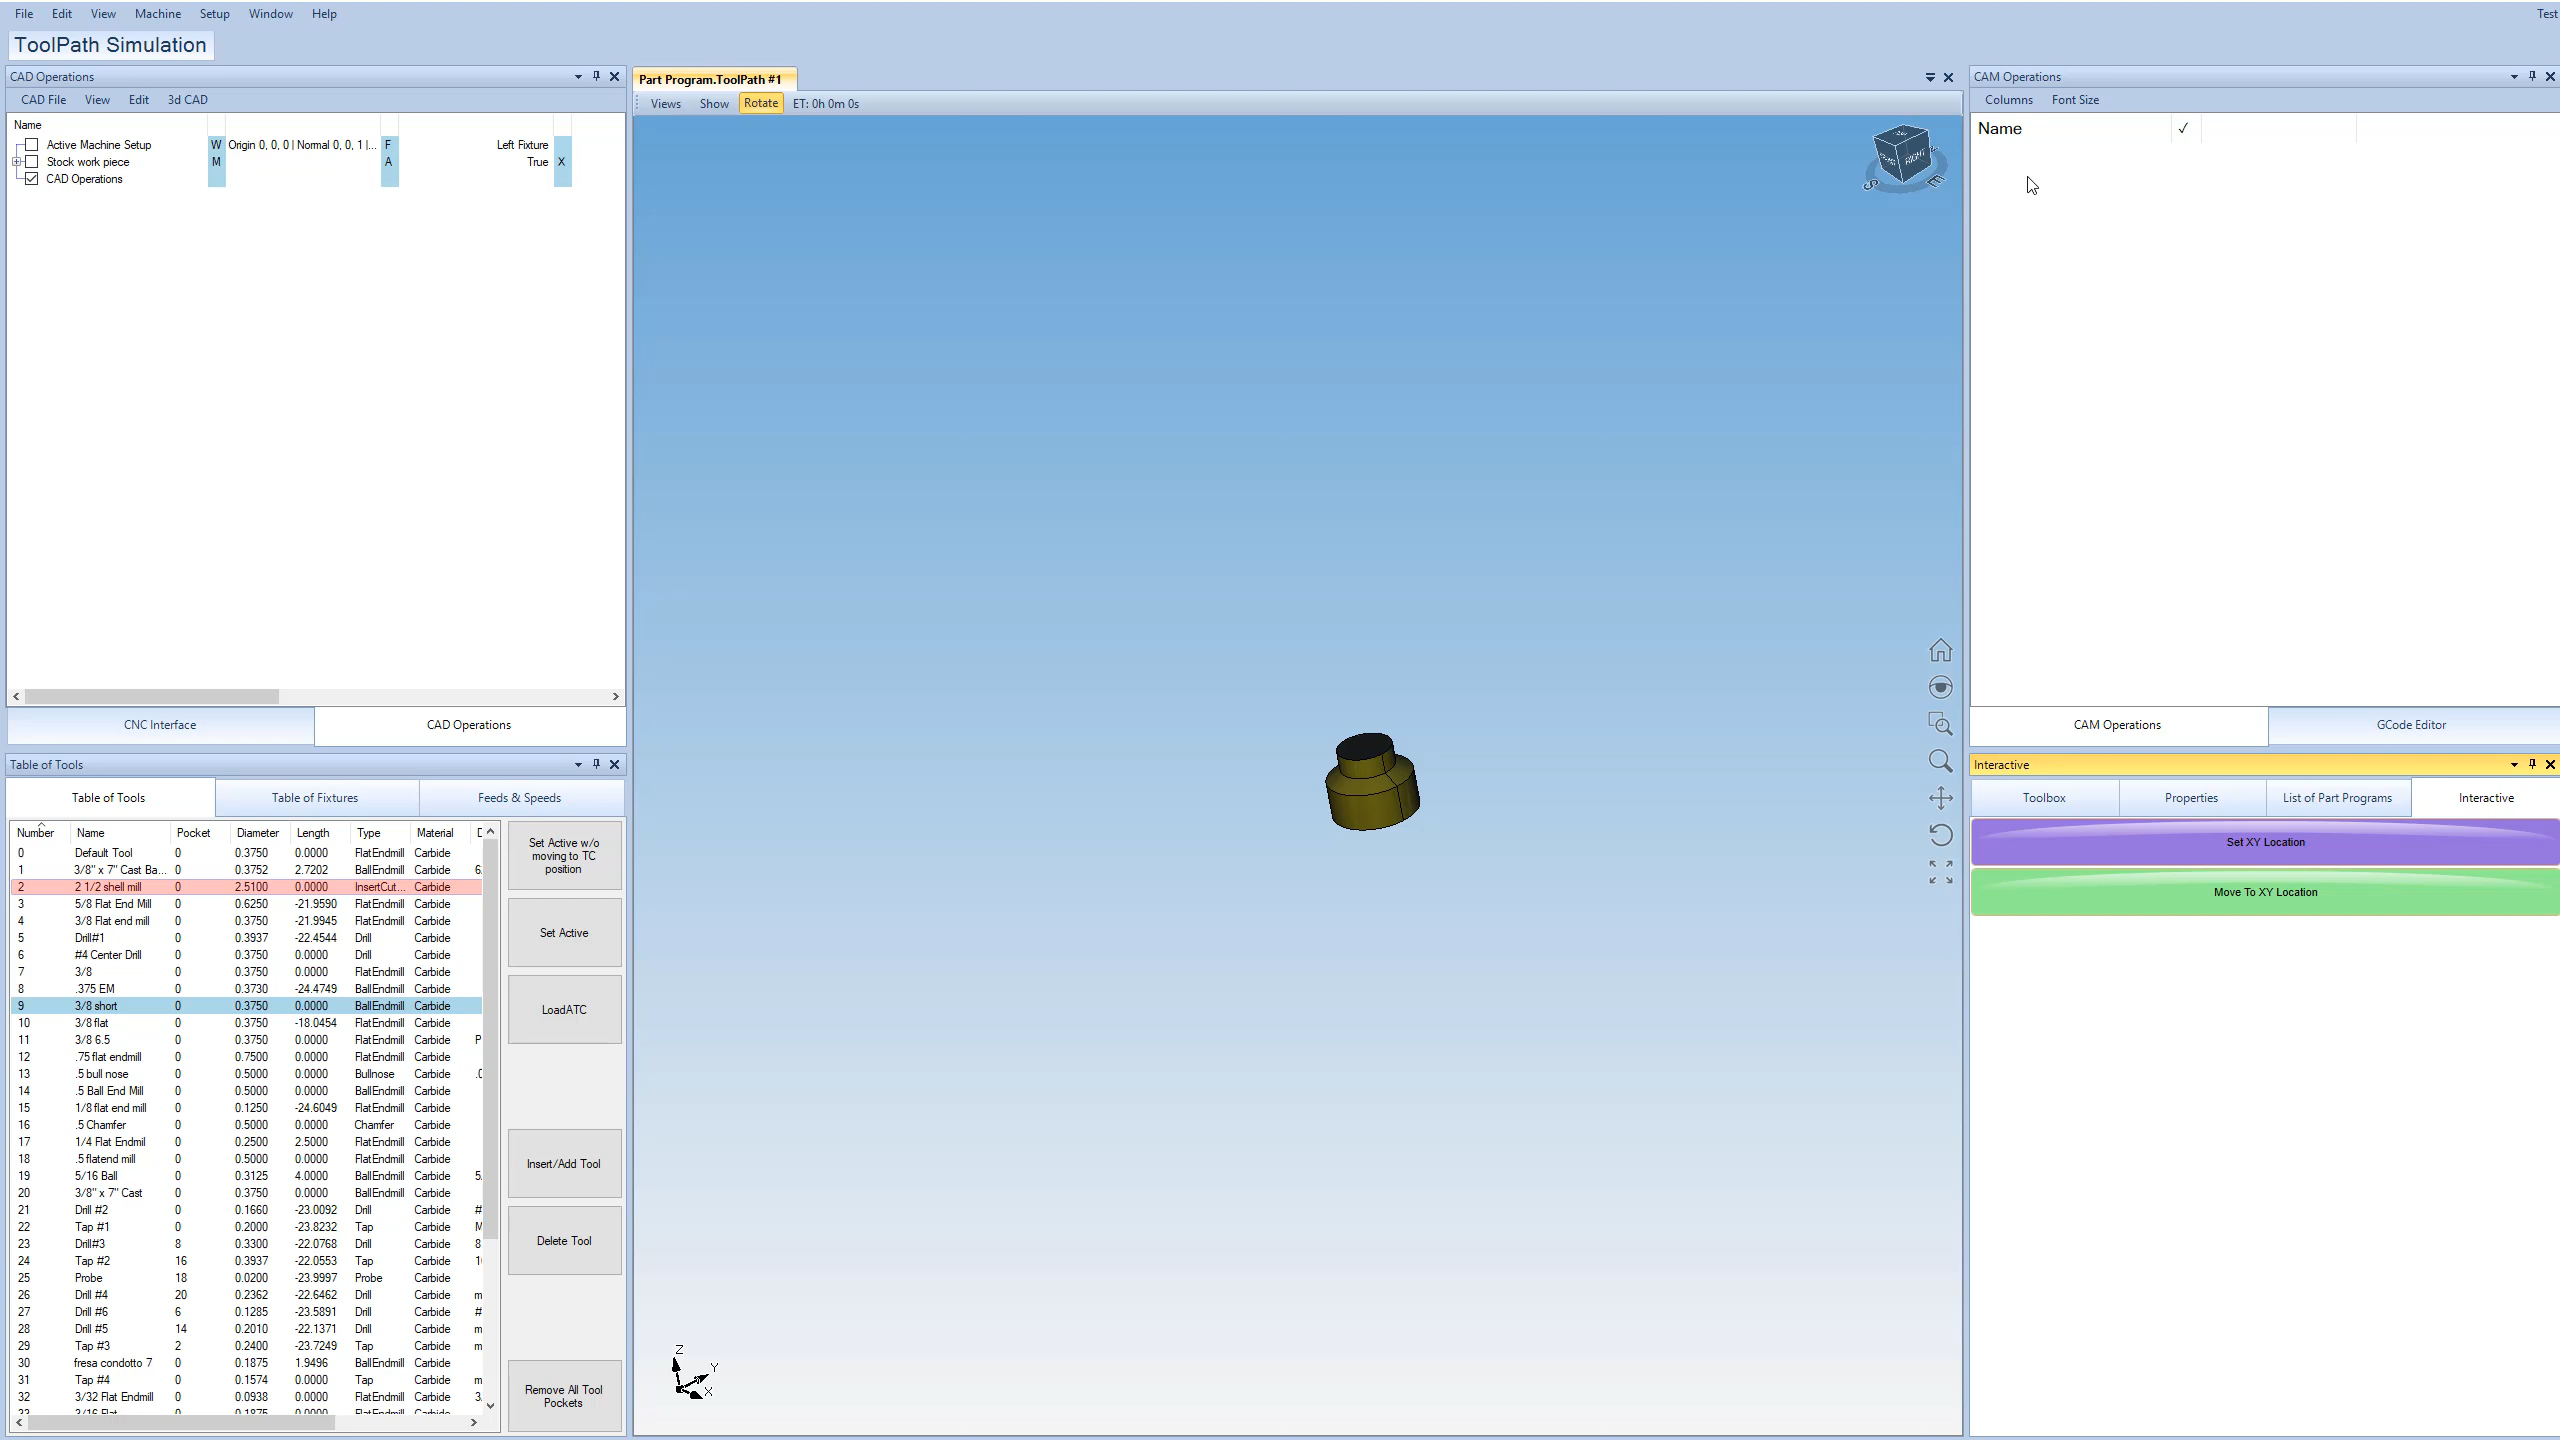 File Edit View Machine Setup Window Help Test
ToolPath Simulation
CAD Operations
CAD File View Edit 3d CAD
Name
Active Machine Setup W Origin 0, 0, 0 | Normal 0, 0, 1 |... F Left Fixture
Stock work piece M A True X
CAD Operations
CNC Interface CAD Operations
Table of Tools
Table of Tools Table of Fixtures Feeds & Speeds
Number Name Pocket Diameter Length Type Material
0 Default Tool 0 0.3750 0.0000 FlatEndmill Carbide
1 3/8" x 7" Cast Ba... 0 0.3752 2.7202 BallEndmill Carbide 6
2 2 1/2 shell mill 0 2.5100 0.0000 InsertCut... Carbide
3 5/8 Flat End Mill 0 0.6250 -21.9590 FlatEndmill Carbide
4 3/8 Flat end mill 0 0.3750 -21.9945 FlatEndmill Carbide
5 Drill#1 0 0.3937 -22.4544 Drill Carbide
6 #4 Center Drill 0 0.3750 0.0000 Drill Carbide
7 3/8 0 0.3750 0.0000 FlatEndmill Carbide
8 .375 EM 0 0.3730 -24.4749 BallEndmill Carbide
9 3/8 short 0 0.3750 0.0000 BallEndmill Carbide
10 3/8 flat 0 0.3750 -18.0454 FlatEndmill Carbide
11 3/8 6.5 0 0.3750 0.0000 FlatEndmill Carbide P
12 .75 flat endmill 0 0.7500 0.0000 FlatEndmill Carbide
13 .5 bull nose 0 0.5000 0.0000 Bullnose Carbide
14 .5 Ball End Mill 0 0.5000 0.0000 BallEndmill Carbide
15 1/8 flat end mill 0 0.1250 -24.6049 FlatEndmill Carbide
16 .5 Chamfer 0 0.5000 0.0000 Chamfer Carbide
17 1/4 Flat Endmil 0 0.2500 2.5000 FlatEndmill Carbide
18 .5 flatend mill 0 0.5000 0.0000 FlatEndmill Carbide
19 5/16 Ball 0 0.3125 4.0000 BallEndmill Carbide 5
20 3/8" x 7" Cast 0 0.3750 0.0000 BallEndmill Carbide
21 Drill #2 0 0.1660 -23.0092 Drill Carbide #
22 Tap #1 0 0.2000 -23.8232 Tap Carbide M
23 Drill#3 8 0.3300 -22.0768 Drill Carbide 8
24 Tap #2 16 0.3937 -22.0553 Tap Carbide 1
25 Probe 18 0.0200 -23.9997 Probe Carbide
26 Drill #4 20 0.2362 -22.6462 Drill Carbide m
27 Drill #6 6 0.1285 -23.5891 Drill Carbide #
28 Drill #5 14 0.2010 -22.1371 Drill Carbide m
29 Tap #3 2 0.2400 -23.7249 Tap Carbide m
30 fresa condotto 7 0 0.1875 1.9496 BallEndmill Carbide
31 Tap #4 0 0.1574 0.0000 Tap Carbide m
32 3/32 Flat Endmill 0 0.0938 0.0000 FlatEndmill Carbide 3
Set Active w/o
moving to TC
position
Set Active
LoadATC
Insert/Add Tool
Delete Tool
Remove All Tool
Pockets
Part Program.ToolPath #1
Views Show Rotate ET: 0h 0m 0s
RIGHT
S E
Z
Y
X
CAM Operations
Columns Font Size
Name ✓
CAM Operations GCode Editor
Interactive
Toolbox Properties List of Part Programs Interactive
Set XY Location
Move To XY Location